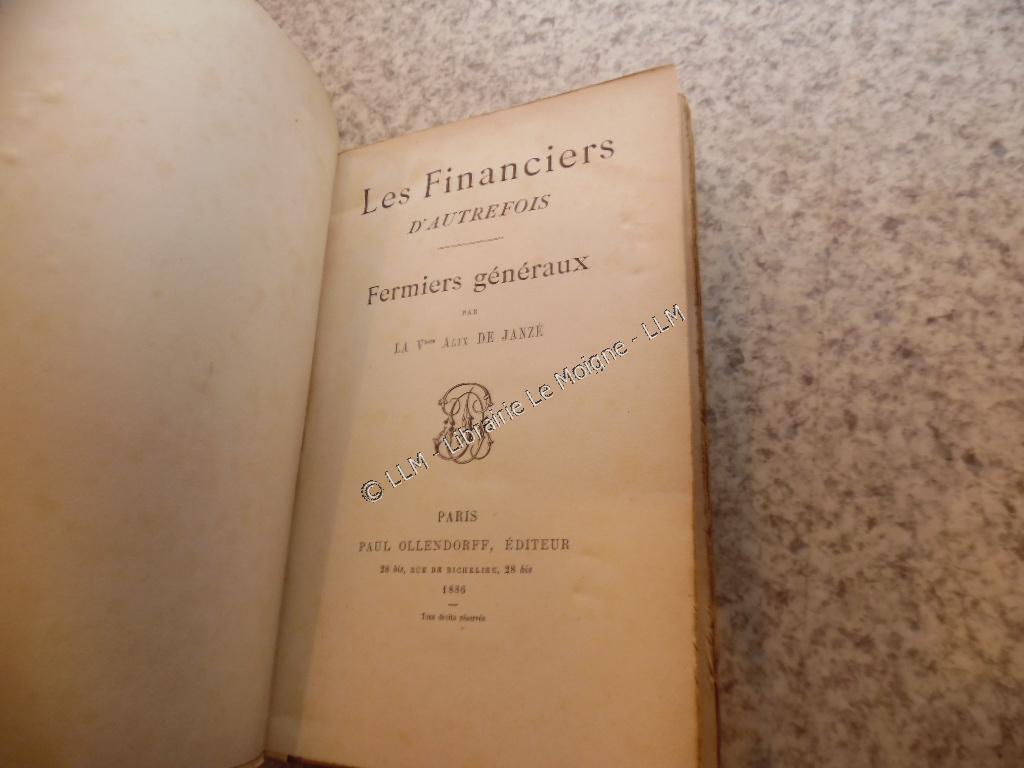 Les Financiers
D'AUTREFOIS
Fermiers généraux
PAR
LA Vtesse ALIX DE JANZÉ
© LLM - Librairie Le Moigne - LLM
PARIS
PAUL OLLENDORFF, ÉDITEUR
28 bis, RUE DE RICHELIEU, 28 bis
1886
Tous droits réservés